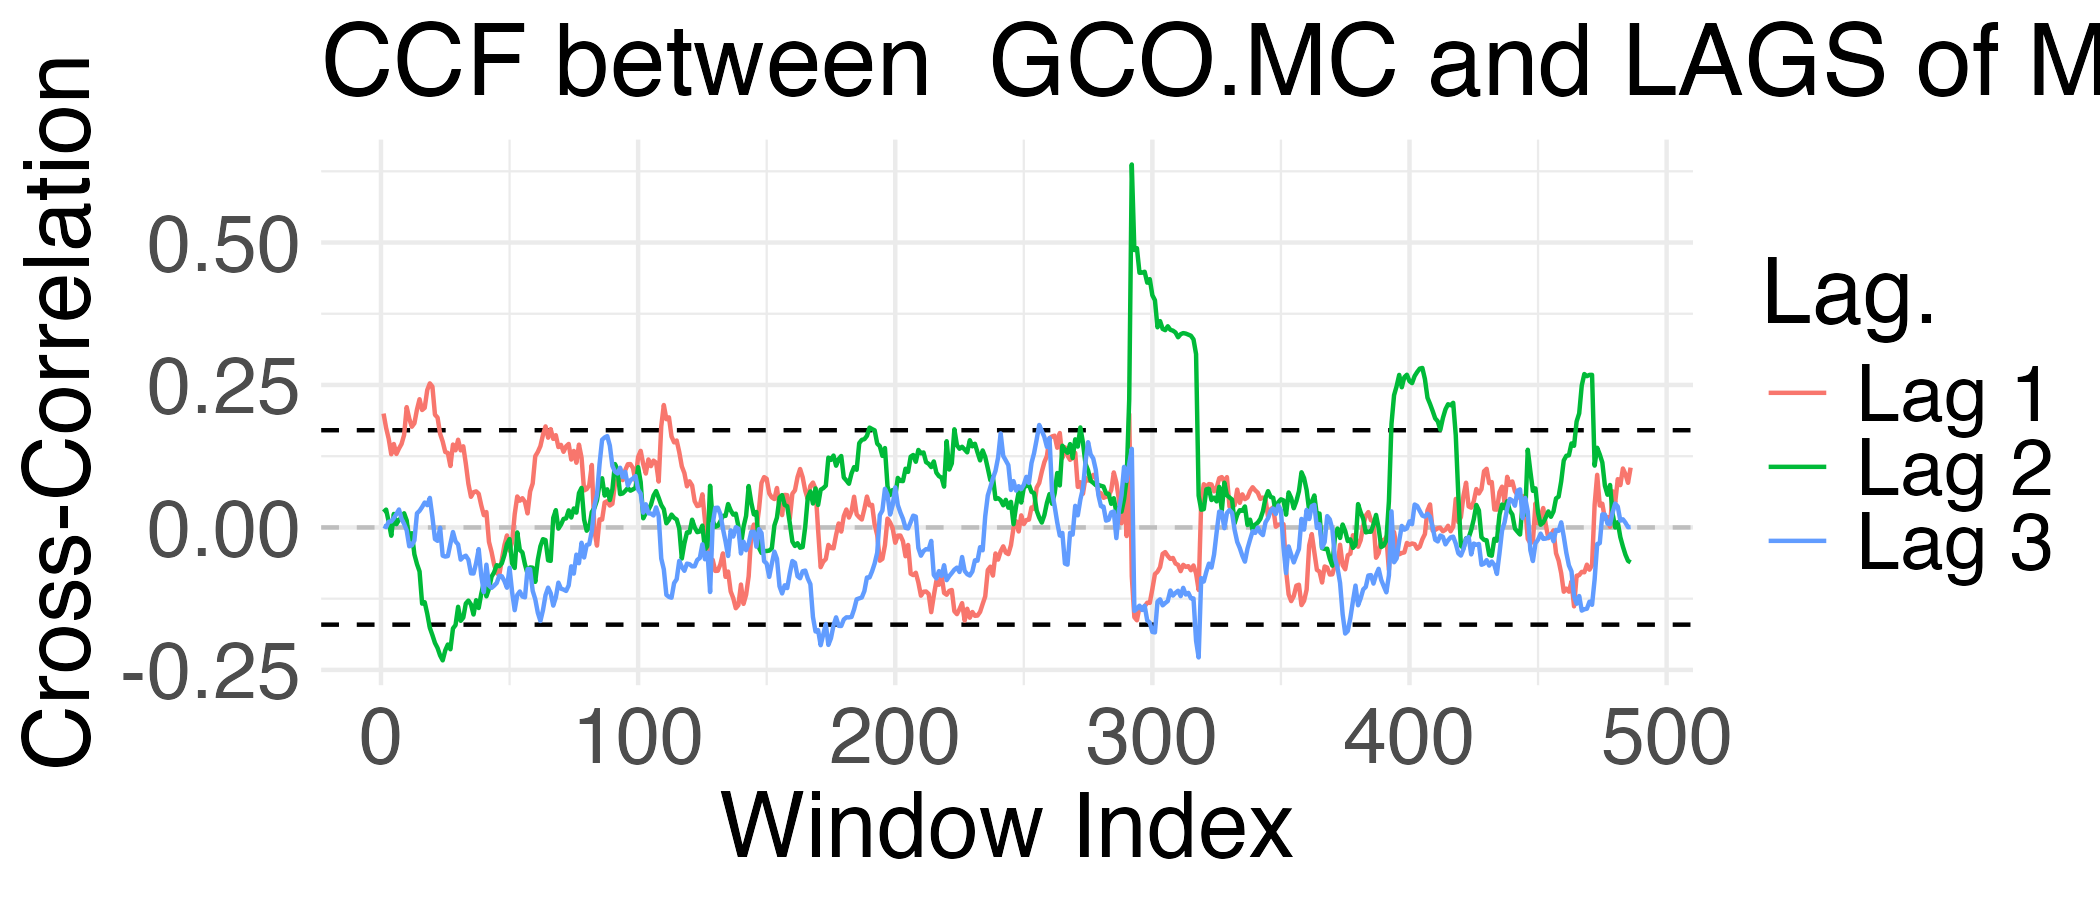 CCF between  GCO.MC and LAGS of M
Cross-Correlation
0.50
0.25
0.00
-0.25
0
100
200
300
400
500
Window Index
Lag.
Lag 1
Lag 2
Lag 3